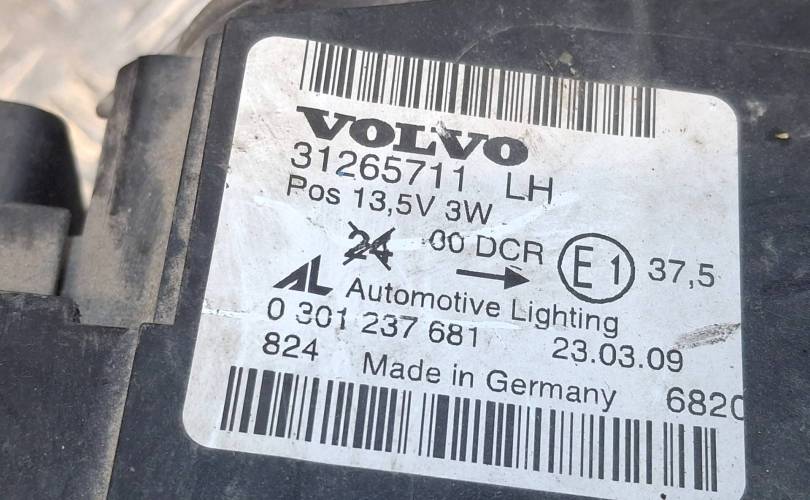 VOLVO
31265711 LH
Pos 13,5V 3W
24 00 DCR E1 37,5
AL Automotive Lighting
0 301 237 681 23.03.09
824 Made in Germany 6820